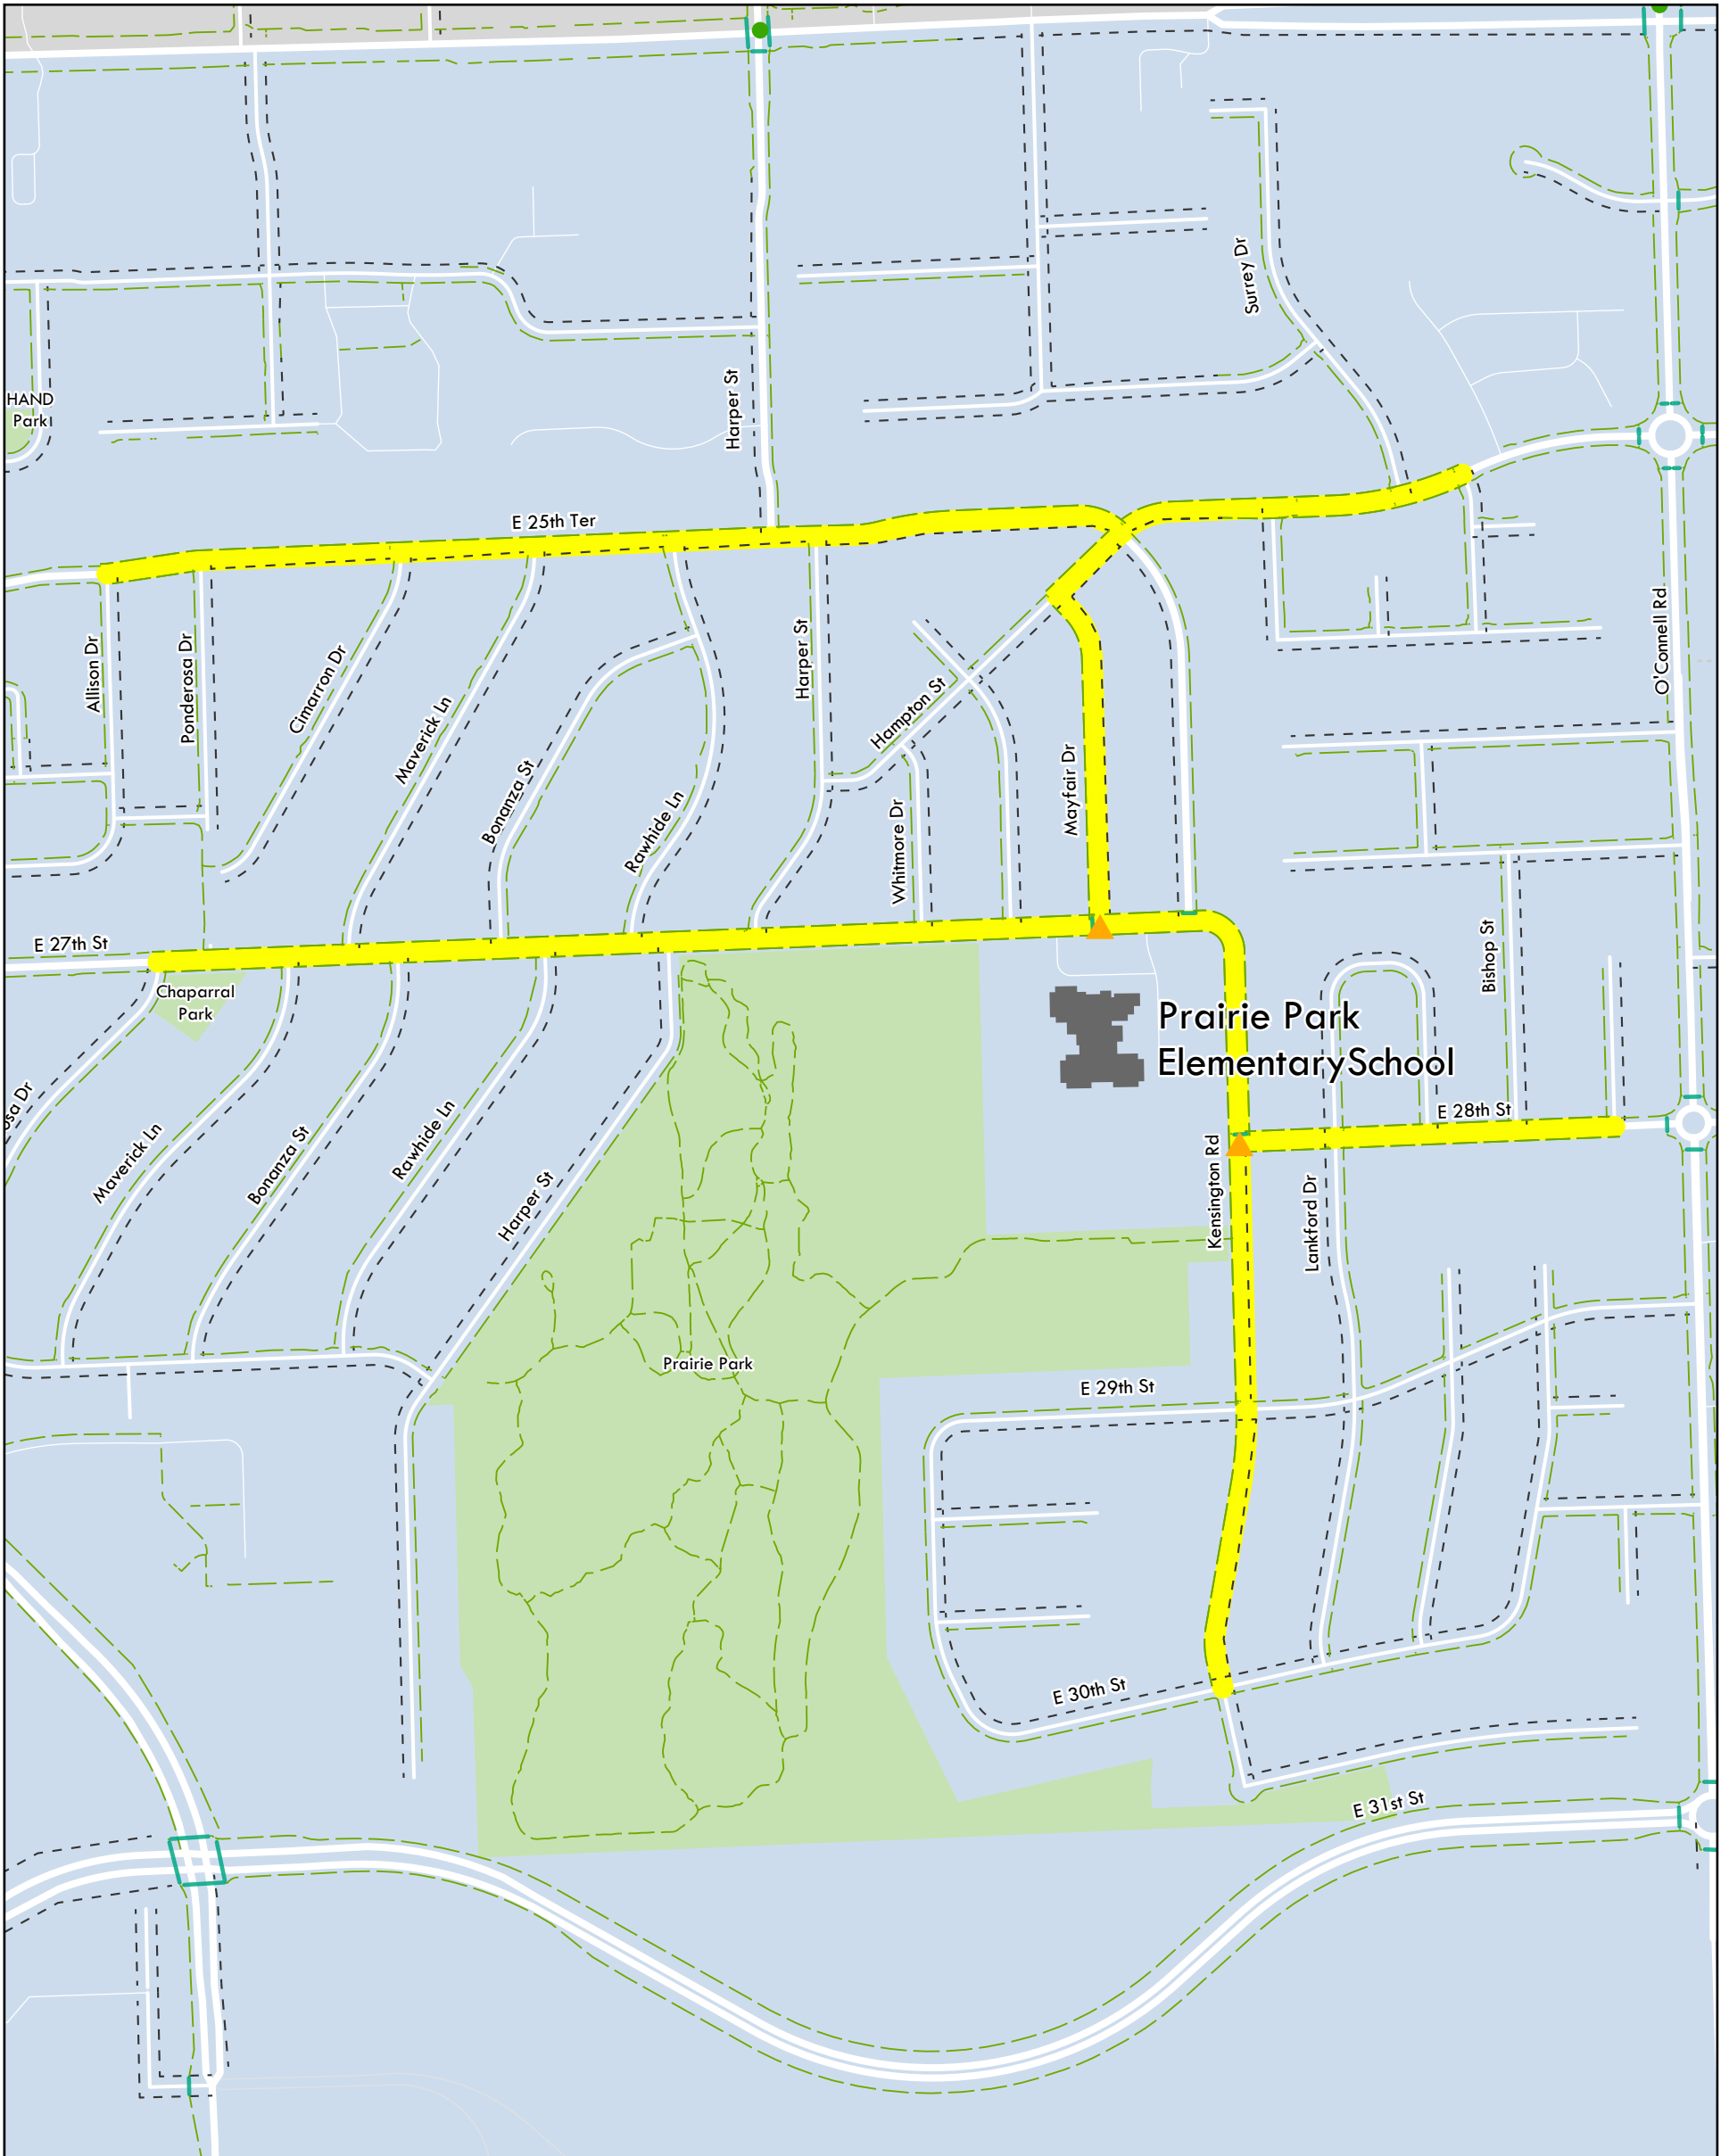 HAND
Park
Surrey Dr
Harper St
E 25th Ter
O'Connell Rd
Allison Dr
Ponderosa Dr
Cimarron Dr
Maverick Ln
Bonanza St
Rawhide Ln
Harper St
Hampton St
Whitmore Dr
Mayfair Dr
E 27th St
Chaparral
Park
Bishop St
Prairie Park
ElementarySchool
osa Dr
Maverick Ln
Bonanza St
Rawhide Ln
Harper St
E 28th St
Kensington Rd
Lankford Dr
Prairie Park
E 29th St
E 30th St
E 31st St